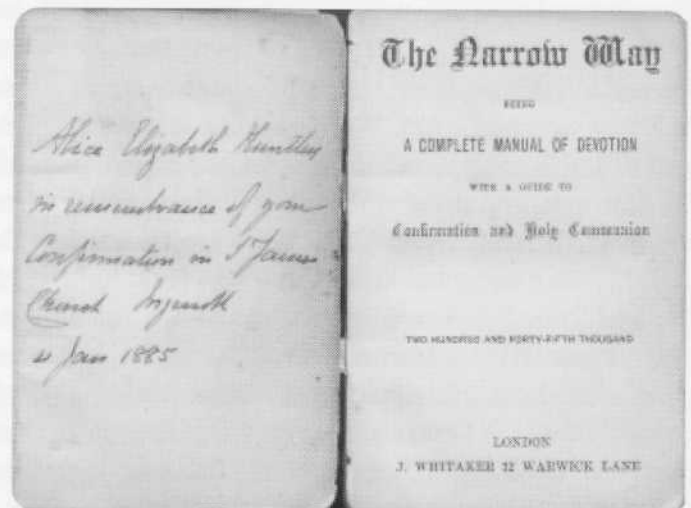 Alice Elizabeth Huntley
in remembrance of your
Confirmation in S James
Church
4 Jan 1885
The Narrow Way
BEING
A COMPLETE MANUAL OF DEVOTION
WITH A GUIDE TO
Confirmation and Holy Communion
TWO HUNDRED AND FORTY-FIFTH THOUSAND
LONDON
J. WHITAKER 12 WARWICK LANE